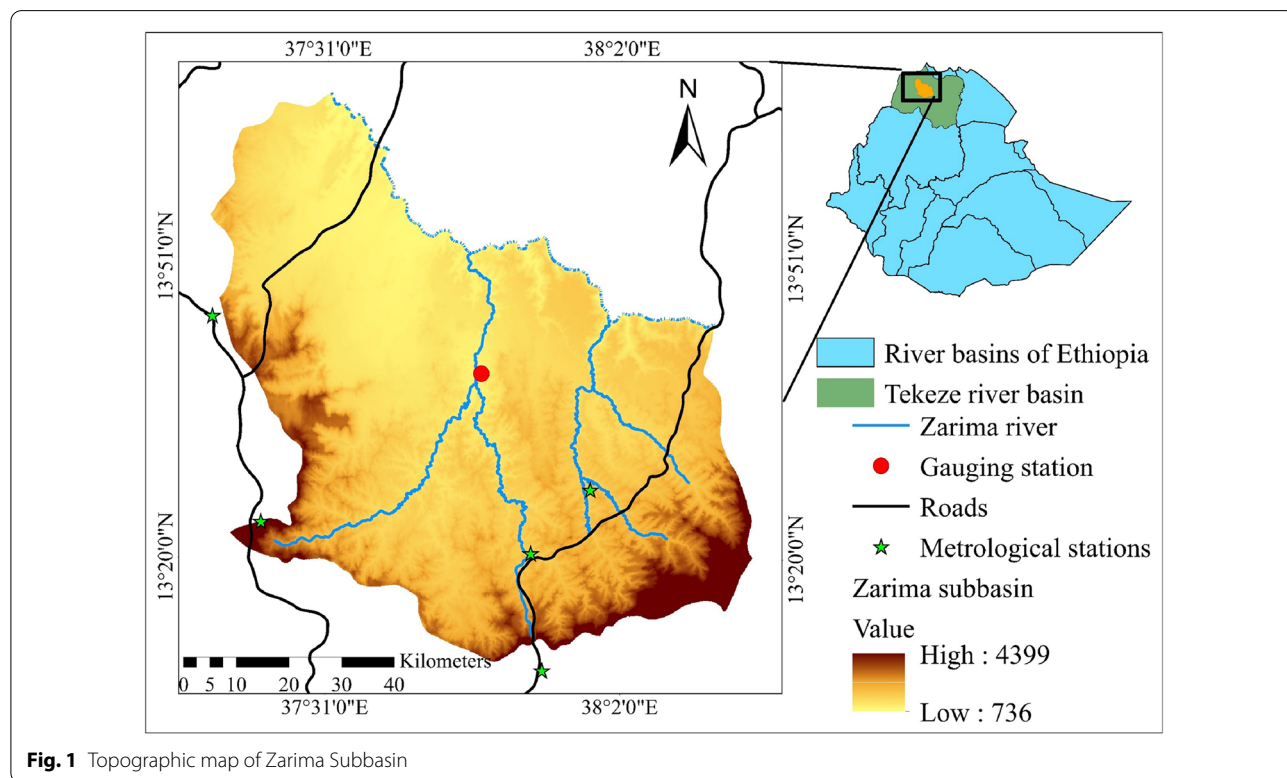 37°31'0"E
38°2'0"E
N
13°51'0"N
13°51'0"N
13°20'0"N
13°20'0"N
River basins of Ethiopia
Tekeze river basin
Zarima river
Gauging station
Roads
Metrological stations
Zarima subbasin
Value
High : 4399
Low : 736
Kilometers
0 5 10 20 30 40
37°31'0"E
38°2'0"E
Fig. 1 Topographic map of Zarima Subbasin